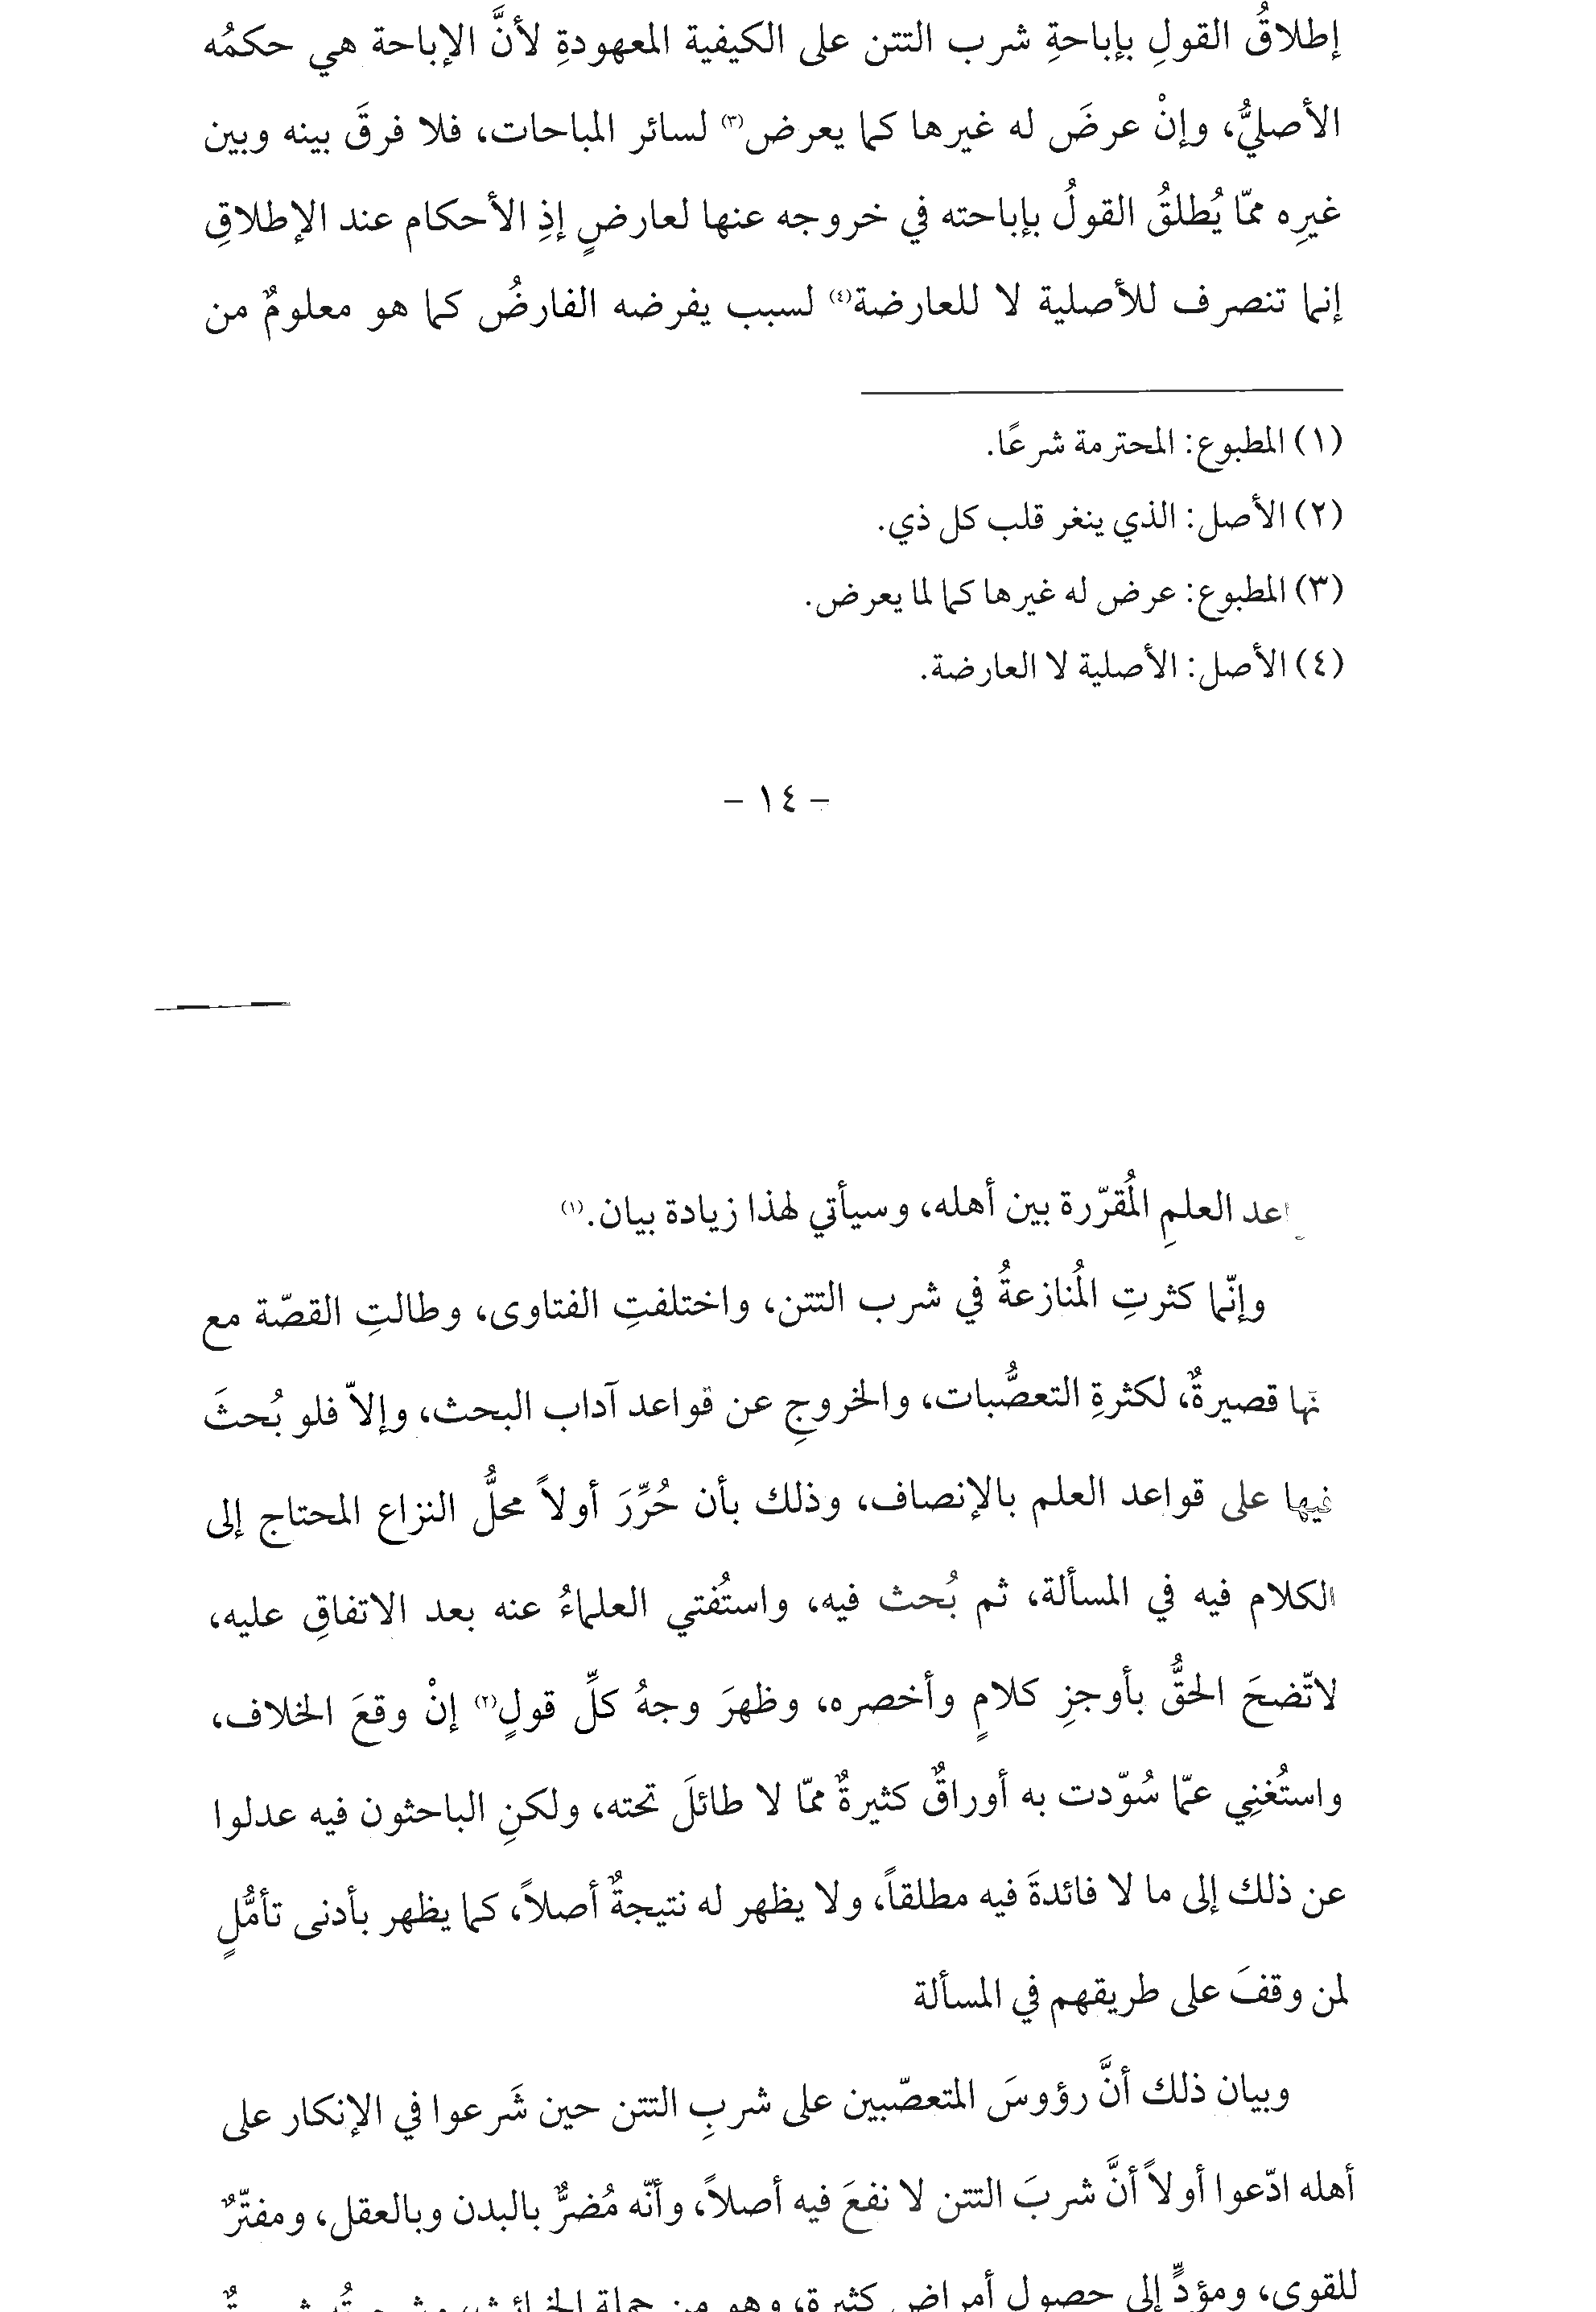 إطلاقُ القولِ بإباحةِ شرب التتن على الكيفية المعهودةِ لأنَّ الإباحة هي حكمُه
الأصليُّ، وإنْ عرضَ له غيرها كما يعرض(٣) لسائر المباحات، فلا فرقَ بينه وبين
غيرِه ممّا يُطلقُ القولُ بإباحته في خروجه عنها لعارضٍ إذِ الأحكام عند الإطلاقِ
إنما تنصرف للأصلية لا للعارضة(٤) لسبب يفرضه الفارضُ كما هو معلومٌ من
(١) المطبوع: المحترمة شرعًا.
(٢) الأصل: الذي ينغر قلب كل ذي.
(٣) المطبوع: عرض له غيرها كما لما يعرض.
(٤) الأصل: الأصلية لا العارضة.
– ١٤ –
اعد العلمِ المُقرّرة بين أهله، وسيأتي لهذا زيادة بيان.(١)
وإنّما كثرتِ المُنازعةُ في شرب التتن، واختلفتِ الفتاوى، وطالتِ القصّة مع
نّها قصيرةٌ، لكثرةِ التعصُّبات، والخروجِ عن قواعد آداب البحث، وإلاّ فلو بُحثَ
فيها على قواعد العلم بالإنصاف، وذلك بأن حُرِّرَ أولاً محلُّ النزاع المحتاج إلى
الكلام فيه في المسألة، ثم بُحث فيه، واستُفتي العلماءُ عنه بعد الاتفاقِ عليه،
لاتّضحَ الحقُّ بأوجزِ كلامٍ وأخصره، وظهرَ وجهُ كلِّ قولٍ(٢) إنْ وقعَ الخلاف،
واستُغنِي عمّا سُوّدت به أوراقٌ كثيرةٌ ممّا لا طائلَ تحته، ولكنِ الباحثون فيه عدلوا
عن ذلك إلى ما لا فائدةَ فيه مطلقاً، ولا يظهر له نتيجةٌ أصلاً، كما يظهر بأدنى تأمُّلٍ
لمن وقفَ على طريقهم في المسألة
وبيان ذلك أنَّ رؤوسَ المتعصّبين على شربِ التتن حين شَرعوا في الإنكار على
أهله ادّعوا أولاً أنَّ شربَ التتن لا نفعَ فيه أصلاً، وأنّه مُضرٌّ بالبدن وبالعقل، ومفتّرٌ
للقوى، ومؤدٍّ إلى حصول أمراض كثيرة، وهو من جملة الخبائث،